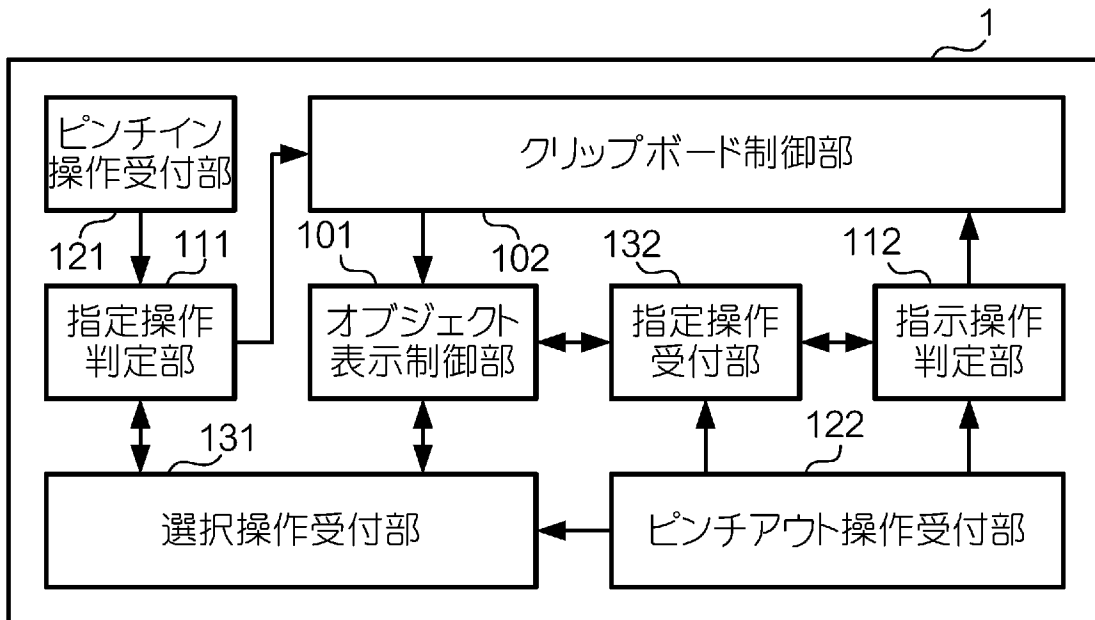 1
ピンチイン
操作受付部
クリップボード制御部
121
111
101
102
132
112
指定操作
判定部
オブジェクト
表示制御部
指定操作
受付部
指示操作
判定部
131
122
選択操作受付部
ピンチアウト操作受付部